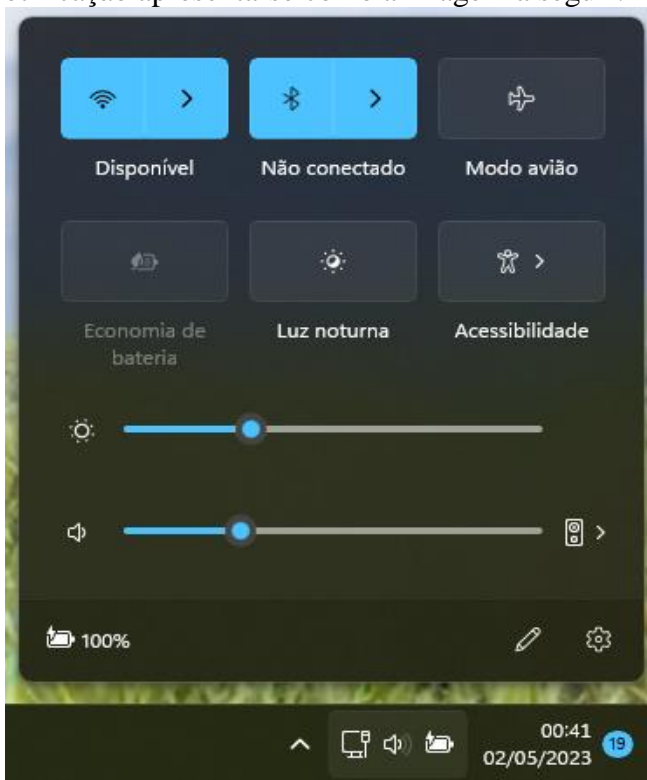 Disponível
Não conectado
Modo avião
Economia de
bateria
Luz noturna
Acessibilidade
100%
00:41
02/05/2023
19